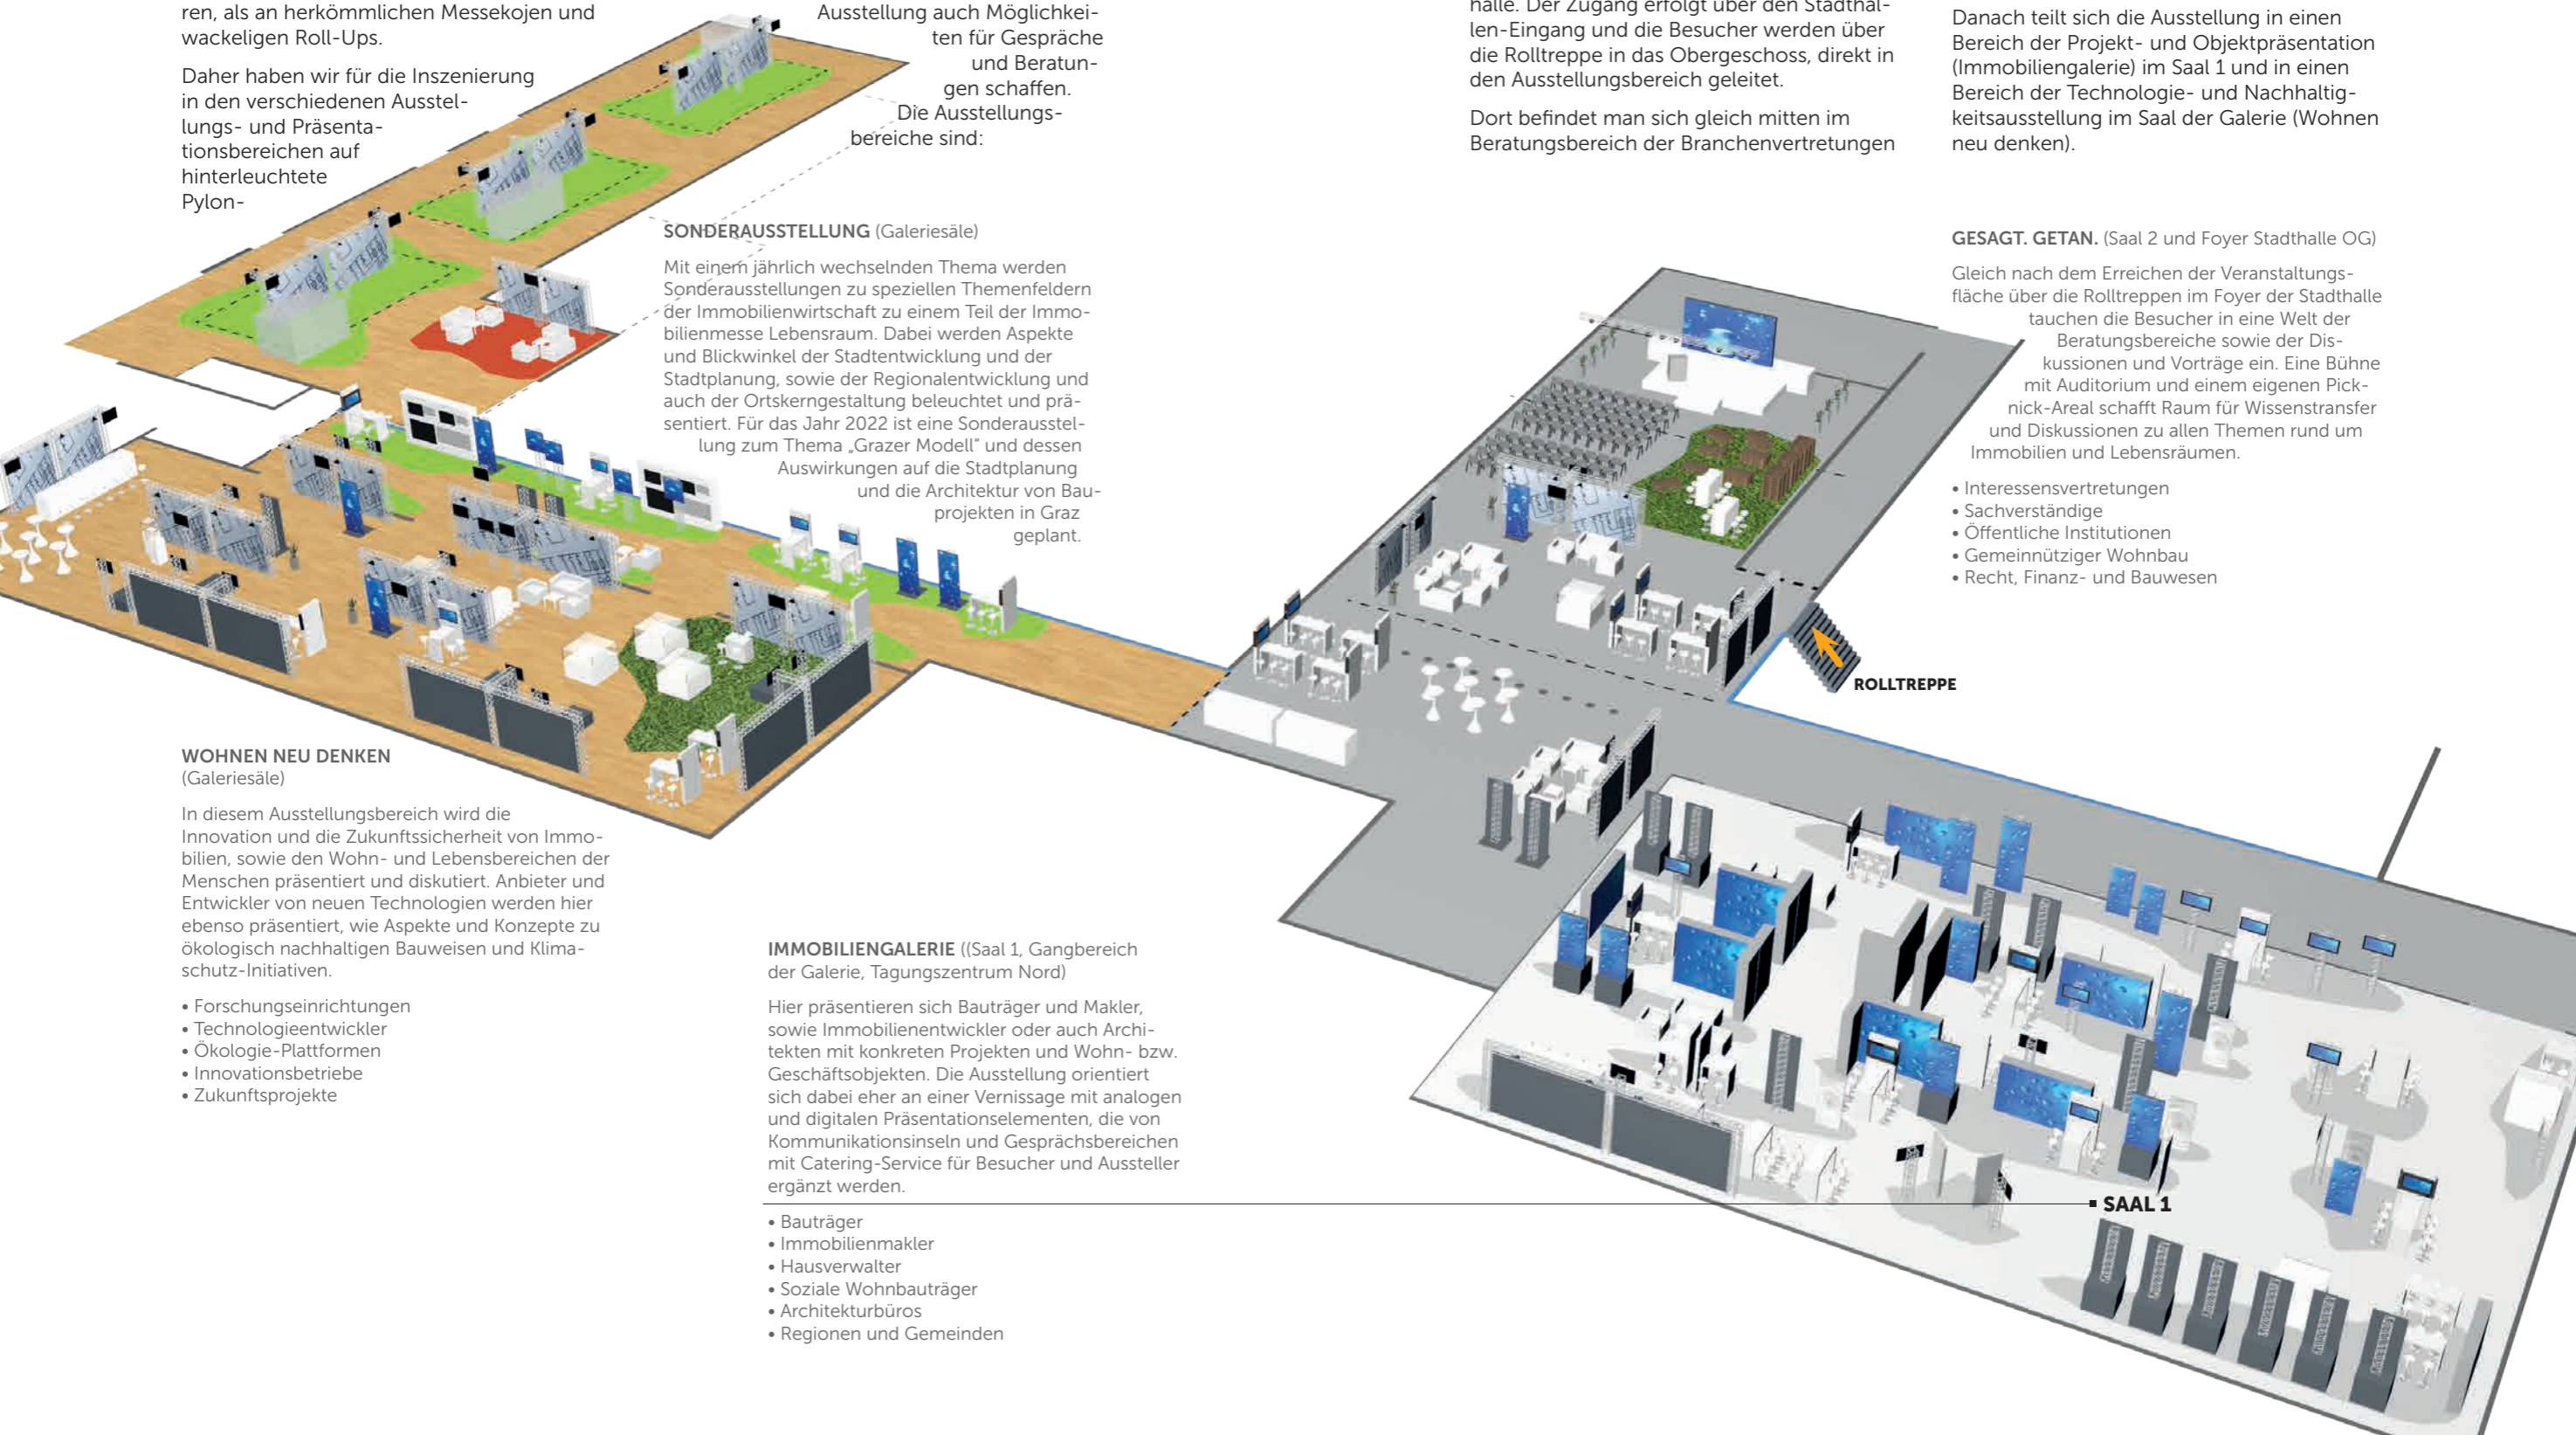 ren, als an herkömmlichen Messekojen und
wackeligen Roll-Ups.
Daher haben wir für die Inszenierung
in den verschiedenen Ausstel-
lungs- und Präsenta-
tionsbereichen auf
hinterleuchtete
Pylon-
Ausstellung auch Möglichkei-
ten für Gespräche
und Beratun-
gen schaffen.
Die Ausstellungs-
bereiche sind:
SONDERAUSSTELLUNG (Galeriesäle)
Mit einem jährlich wechselnden Thema werden
Sonderausstellungen zu speziellen Themenfeldern
der Immobilienwirtschaft zu einem Teil der Immo-
bilienmesse Lebensraum. Dabei werden Aspekte
und Blickwinkel der Stadtentwicklung und der
Stadtplanung, sowie der Regionalentwicklung und
auch der Ortskerngestaltung beleuchtet und prä-
sentiert. Für das Jahr 2022 ist eine Sonderausstel-
lung zum Thema „Grazer Modell“ und dessen
Auswirkungen auf die Stadtplanung
und die Architektur von Bau-
projekten in Graz
geplant.
WOHNEN NEU DENKEN
(Galeriesäle)
In diesem Ausstellungsbereich wird die
Innovation und die Zukunftssicherheit von Immo-
bilien, sowie den Wohn- und Lebensbereichen der
Menschen präsentiert und diskutiert. Anbieter und
Entwickler von neuen Technologien werden hier
ebenso präsentiert, wie Aspekte und Konzepte zu
ökologisch nachhaltigen Bauweisen und Klima-
schutz-Initiativen.
• Forschungseinrichtungen
• Technologieentwickler
• Ökologie-Plattformen
• Innovationsbetriebe
• Zukunftsprojekte
IMMOBILIENGALERIE ((Saal 1, Gangbereich
der Galerie, Tagungszentrum Nord)
Hier präsentieren sich Bauträger und Makler,
sowie Immobilienentwickler oder auch Archi-
tekten mit konkreten Projekten und Wohn- bzw.
Geschäftsobjekten. Die Ausstellung orientiert
sich dabei eher an einer Vernissage mit analogen
und digitalen Präsentationselementen, die von
Kommunikationsinseln und Gesprächsbereichen
mit Catering-Service für Besucher und Aussteller
ergänzt werden.
• Bauträger
• Immobilienmakler
• Hausverwalter
• Soziale Wohnbauträger
• Architekturbüros
• Regionen und Gemeinden
halle. Der Zugang erfolgt über den Stadthal-
len-Eingang und die Besucher werden über
die Rolltreppe in das Obergeschoss, direkt in
den Ausstellungsbereich geleitet.
Dort befindet man sich gleich mitten im
Beratungsbereich der Branchenvertretungen
Danach teilt sich die Ausstellung in einen
Bereich der Projekt- und Objektpräsentation
(Immobiliengalerie) im Saal 1 und in einen
Bereich der Technologie- und Nachhaltig-
keitsausstellung im Saal der Galerie (Wohnen
neu denken).
GESAGT. GETAN. (Saal 2 und Foyer Stadthalle OG)
Gleich nach dem Erreichen der Veranstaltungs-
fläche über die Rolltreppen im Foyer der Stadthalle
tauchen die Besucher in eine Welt der
Beratungsbereiche sowie der Dis-
kussionen und Vorträge ein. Eine Bühne
mit Auditorium und einem eigenen Pick-
nick-Areal schafft Raum für Wissenstransfer
und Diskussionen zu allen Themen rund um
Immobilien und Lebensräumen.
• Interessensvertretungen
• Sachverständige
• Öffentliche Institutionen
• Gemeinnütziger Wohnbau
• Recht, Finanz- und Bauwesen
ROLLTREPPE
SAAL 1